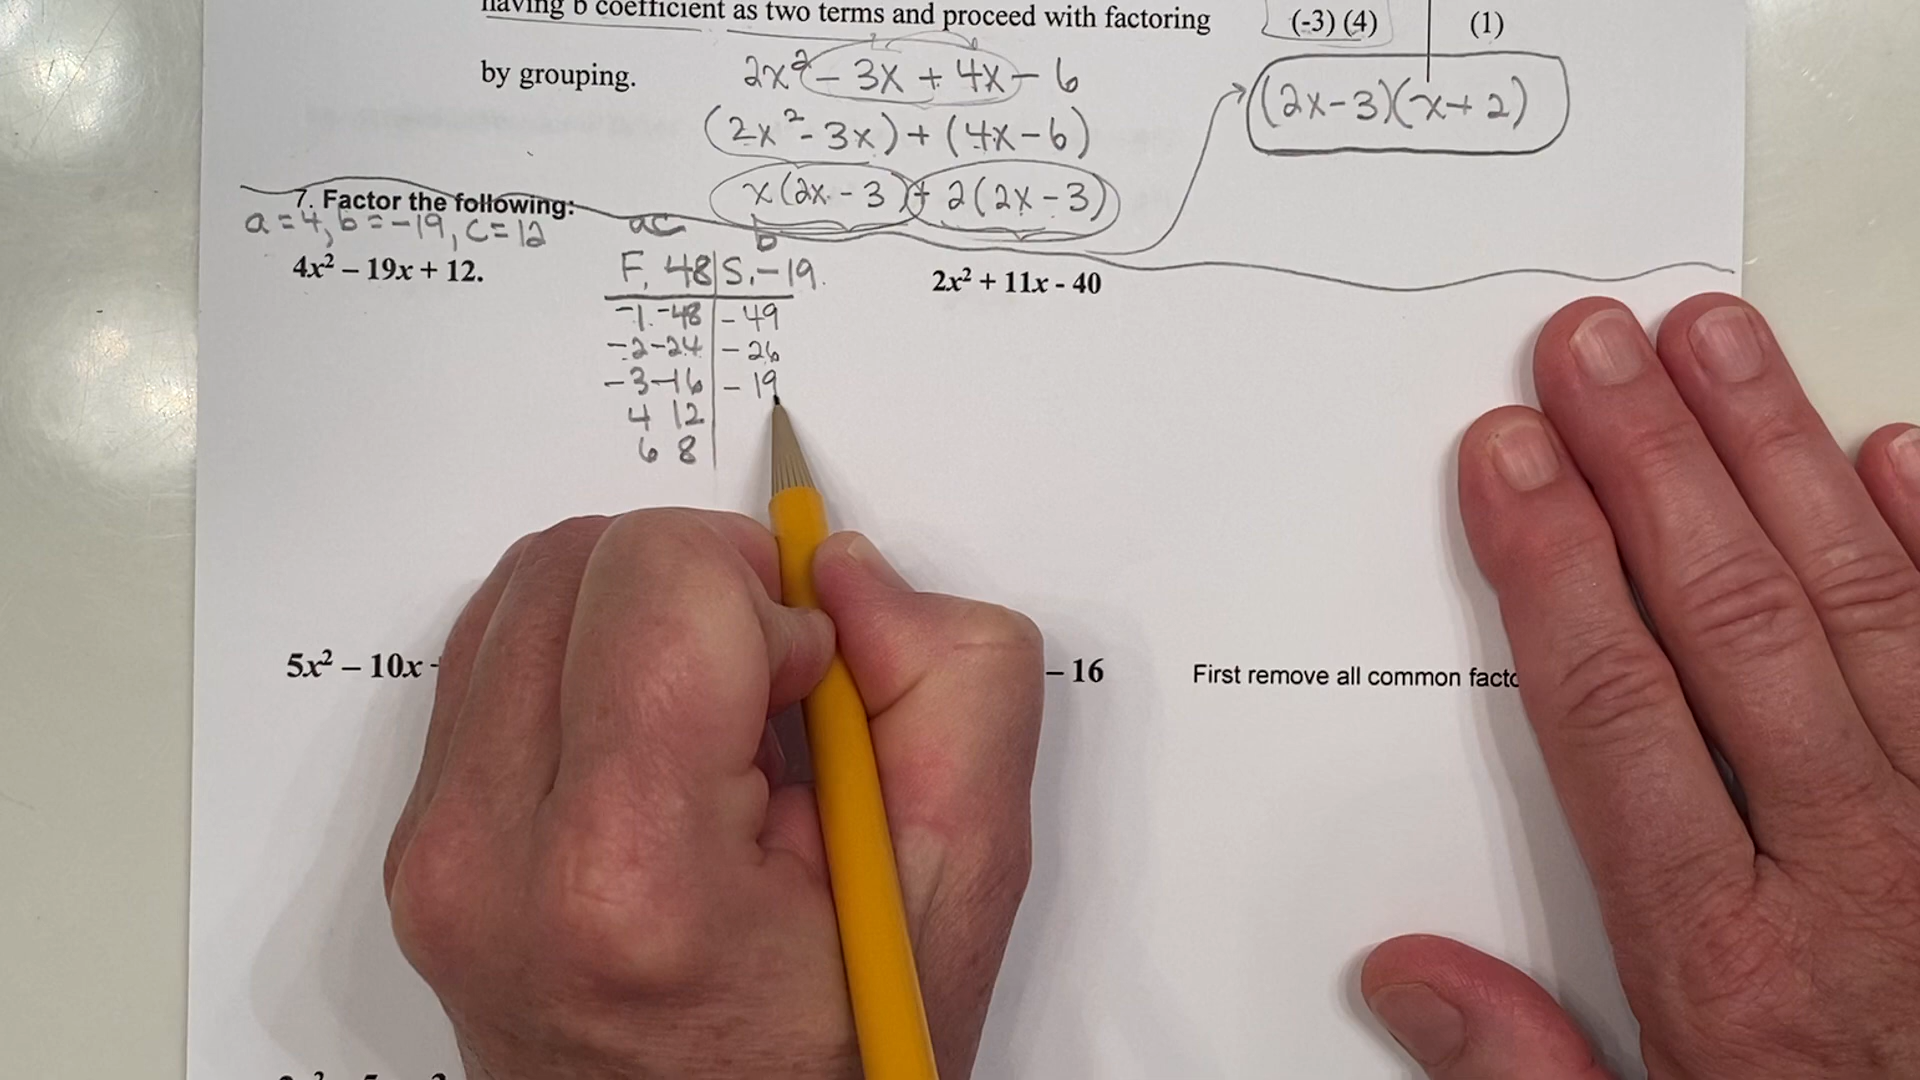 having b coefficient as two terms and proceed with factoring
(-3) (4) (1)
by grouping.
2x² - 3x + 4x - 6
(2x-3)(x+2)
(2x² - 3x) + (4x - 6)
x(2x - 3) + 2(2x - 3)
7. Factor the following:
a = 4, b = -19, c = 12
ac b
4x² – 19x + 12.
F, 48 S, -19.
2x² + 11x - 40
-1 -48 -49
-2 -24 -26
-3 -16 -19
4 12
6 8
5x² – 10x
– 16
First remove all common